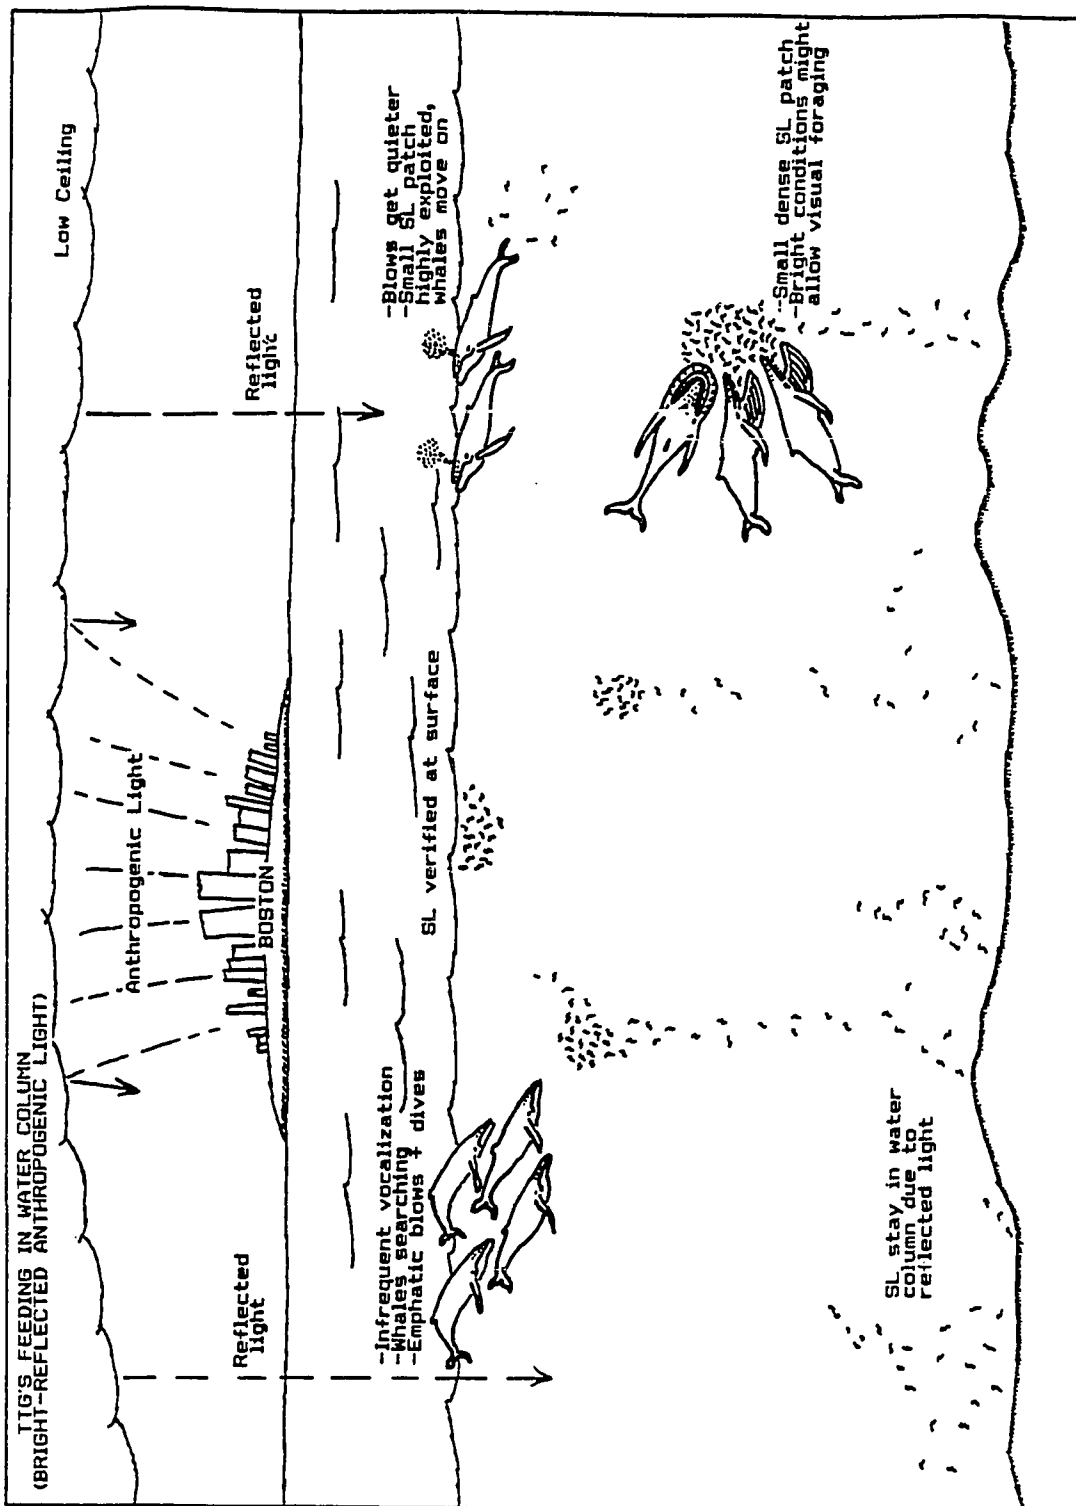 TTG'S FEEDING IN WATER COLUMN
(BRIGHT-REFLECTED ANTHROPOGENIC LIGHT)
Low Ceiling
Anthropogenic Light
BOSTON
Reflected
light
Reflected
light
-Infrequent vocalization
-Whales searching
-Emphatic blows + dives
SL verified at surface
-Blows get quieter
-Small SL patch
highly exploited,
whales move on
SL stay in water
column due to
reflected light
-Small dense SL patch
-Bright conditions might
allow visual foraging